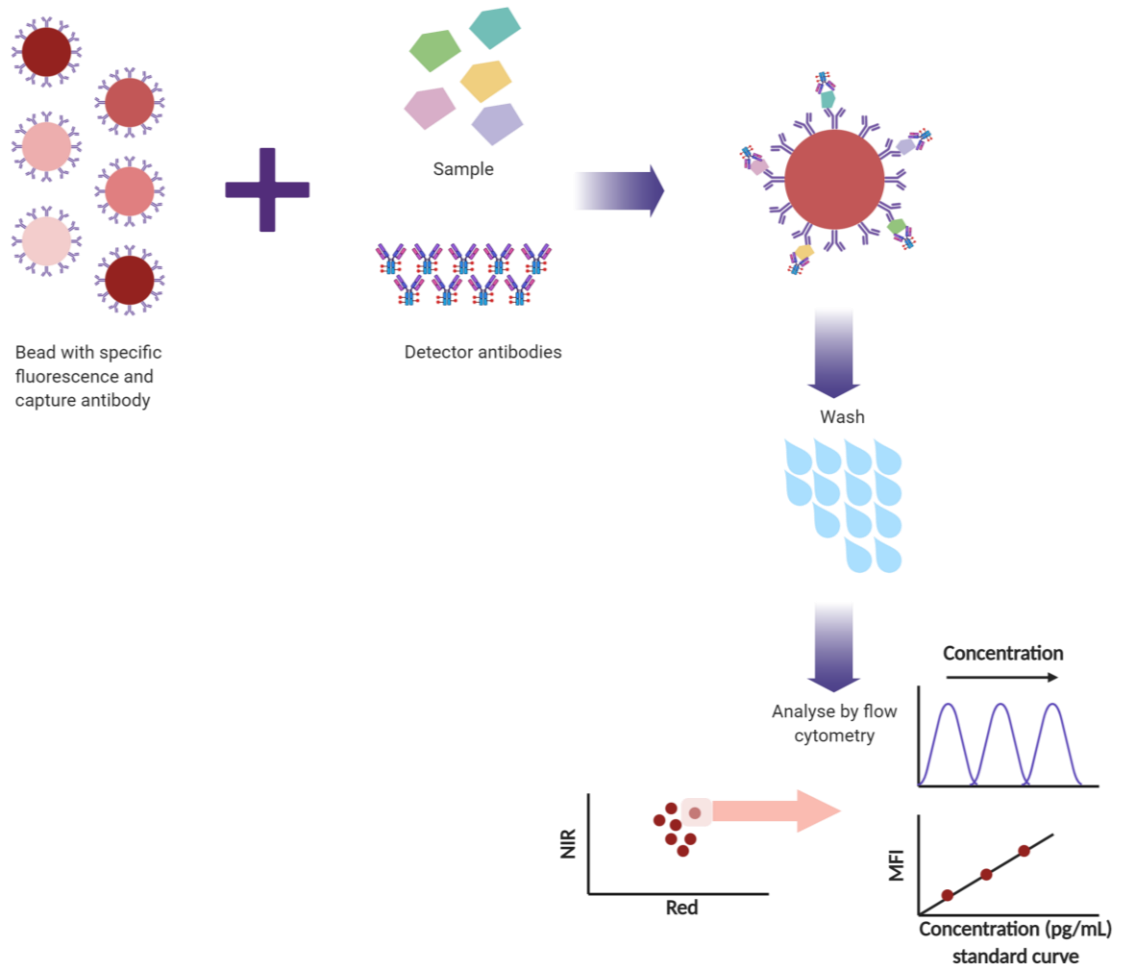 Sample
Detector antibodies
Bead with specific
fluorescence and
capture antibody
Wash
Analyse by flow
cytometry
Concentration
NIR
Red
MFI
Concentration (pg/mL)
standard curve